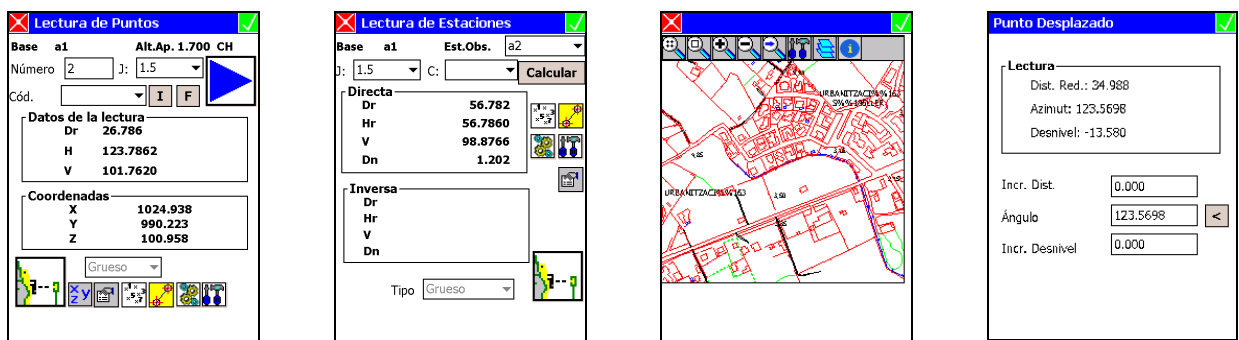 Lectura de Puntos
Base a1 Alt.Ap. 1.700 CH
Número 2 J: 1.5
Cód. I F
Datos de la lectura
Dr 26.786
H 123.7862
V 101.7620
Coordenadas
X 1024.938
Y 990.223
Z 100.958
Grueso
Lectura de Estaciones
Base a1 Est.Obs. a2
J: 1.5 C: Calcular
Directa
Dr 56.782
Hr 56.7860
V 98.8766
Dn 1.202
Inversa
Dr
Hr
V
Dn
Tipo Grueso
3,50
Punto Desplazado
Lectura
Dist. Red.: 34.988
Azimut: 123.5698
Desnivel: -13.580
Incr. Dist. 0.000
Ángulo 123.5698 <
Incr. Desnivel 0.000